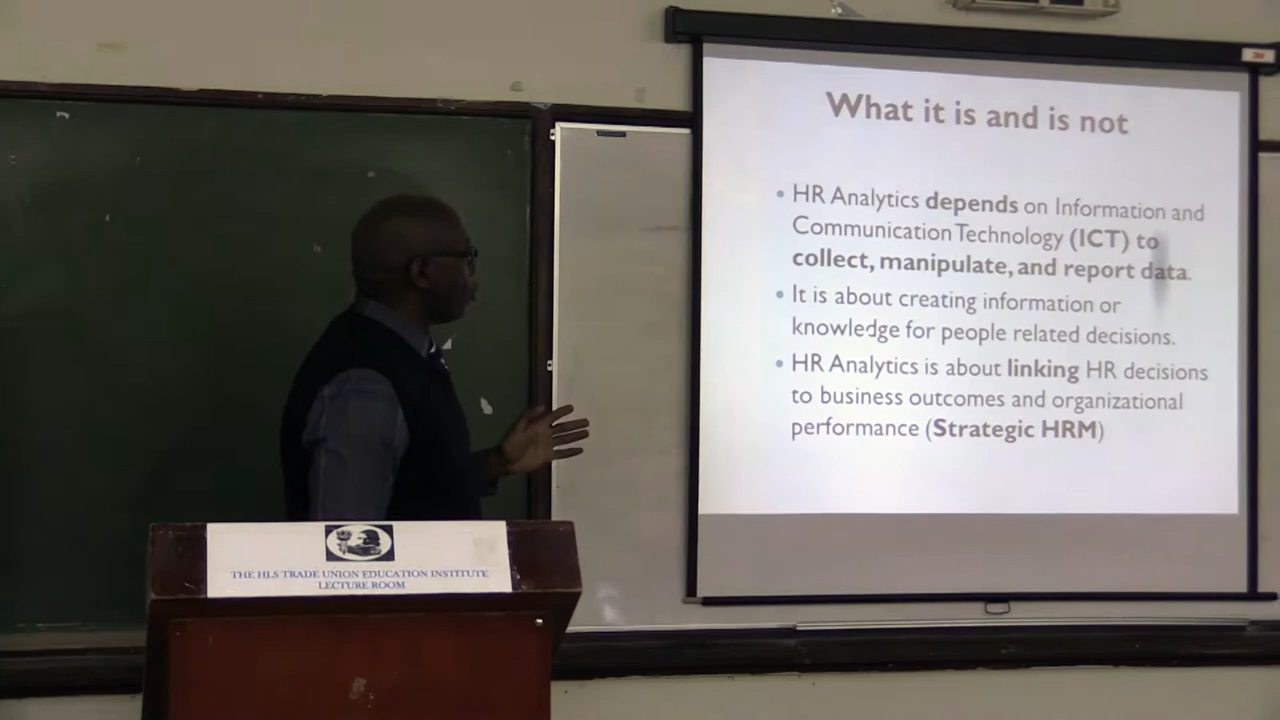 What it is and is not
• HR Analytics depends on Information and
Communication Technology (ICT) to
collect, manipulate, and report data.
• It is about creating information or
knowledge for people related decisions.
• HR Analytics is about linking HR decisions
to business outcomes and organizational
performance (Strategic HRM)
THE HLS TRADE UNION EDUCATION INSTITUTE
LECTURE ROOM
3M